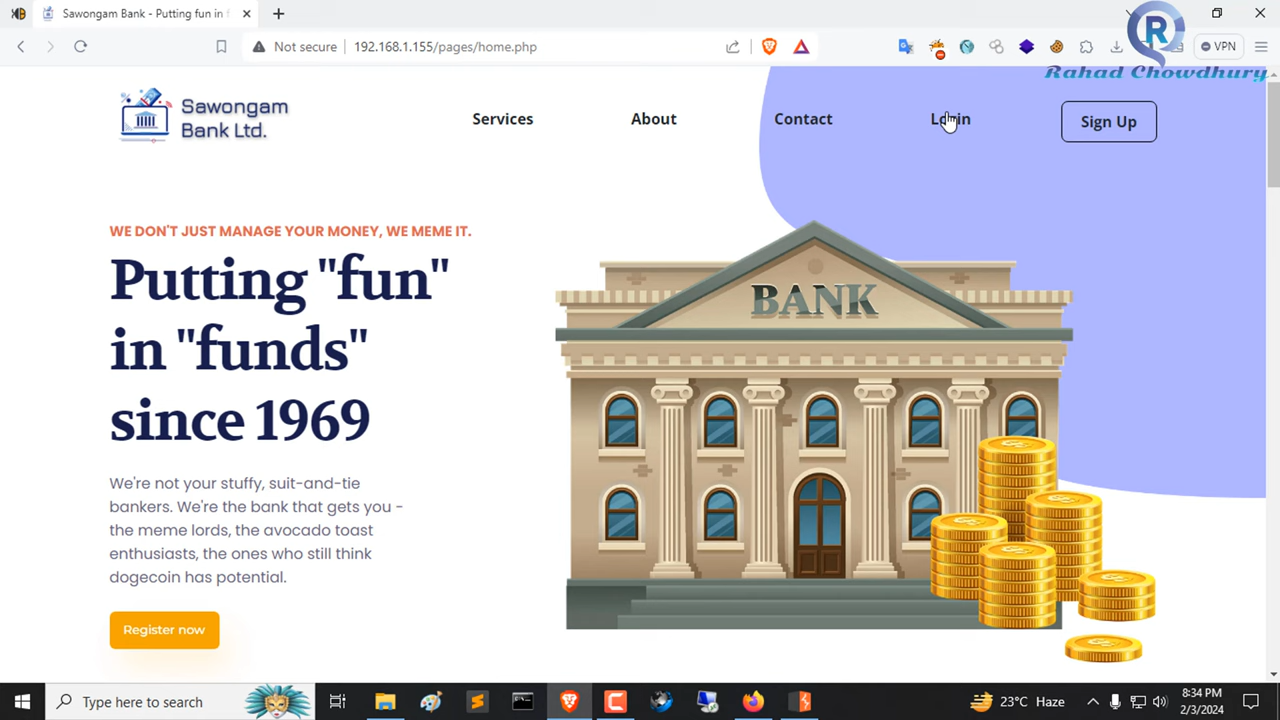 Sawongam Bank - Putting fun in f
Not secure
192.168.1.155/pages/home.php
VPN
R
Rahad Chowdhury
Sawongam
Bank Ltd.
Services
About
Contact
Login
Sign Up
WE DON'T JUST MANAGE YOUR MONEY, WE MEME IT.
Putting "fun"
in "funds"
since 1969
BANK
We're not your stuffy, suit-and-tie
bankers. We're the bank that gets you -
the meme lords, the avocado toast
enthusiasts, the ones who still think
dogecoin has potential.
Register now
Type here to search
23°C Haze
8:34 PM
2/3/2024